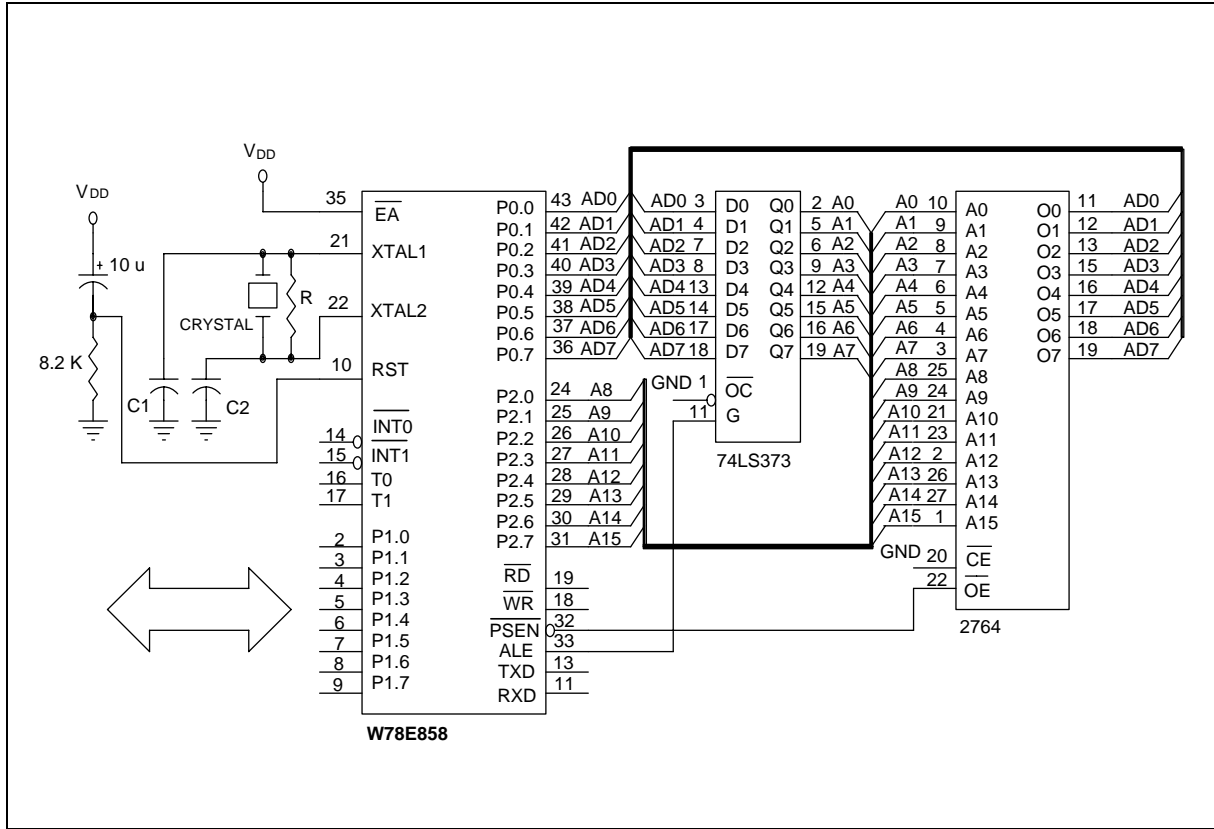 VDD
VDD
+ 10 u
8.2 K
C1
C2
CRYSTAL
R
35 EA
21 XTAL1
22 XTAL2
10 RST
14 INT0
15 INT1
16 T0
17 T1
2 P1.0
3 P1.1
4 P1.2
5 P1.3
6 P1.4
7 P1.5
8 P1.6
9 P1.7
P0.0 43 AD0
P0.1 42 AD1
P0.2 41 AD2
P0.3 40 AD3
P0.4 39 AD4
P0.5 38 AD5
P0.6 37 AD6
P0.7 36 AD7
P2.0 24 A8
P2.1 25 A9
P2.2 26 A10
P2.3 27 A11
P2.4 28 A12
P2.5 29 A13
P2.6 30 A14
P2.7 31 A15
RD 19
WR 18
PSEN 32
ALE 33
TXD 13
RXD 11
W78E858
AD0 3 D0 Q0 2 A0
AD1 4 D1 Q1 5 A1
AD2 7 D2 Q2 6 A2
AD3 8 D3 Q3 9 A3
AD4 13 D4 Q4 12 A4
AD5 14 D5 Q5 15 A5
AD6 17 D6 Q6 16 A6
AD7 18 D7 Q7 19 A7
GND 1 OC
11 G
74LS373
A0 10 A0 O0 11 AD0
A1 9 A1 O1 12 AD1
A2 8 A2 O2 13 AD2
A3 7 A3 O3 15 AD3
A4 6 A4 O4 16 AD4
A5 5 A5 O5 17 AD5
A6 4 A6 O6 18 AD6
A7 3 A7 O7 19 AD7
A8 25 A8
A9 24 A9
A10 21 A10
A11 23 A11
A12 2 A12
A13 26 A13
A14 27 A14
A15 1 A15
GND 20 CE
22 OE
2764